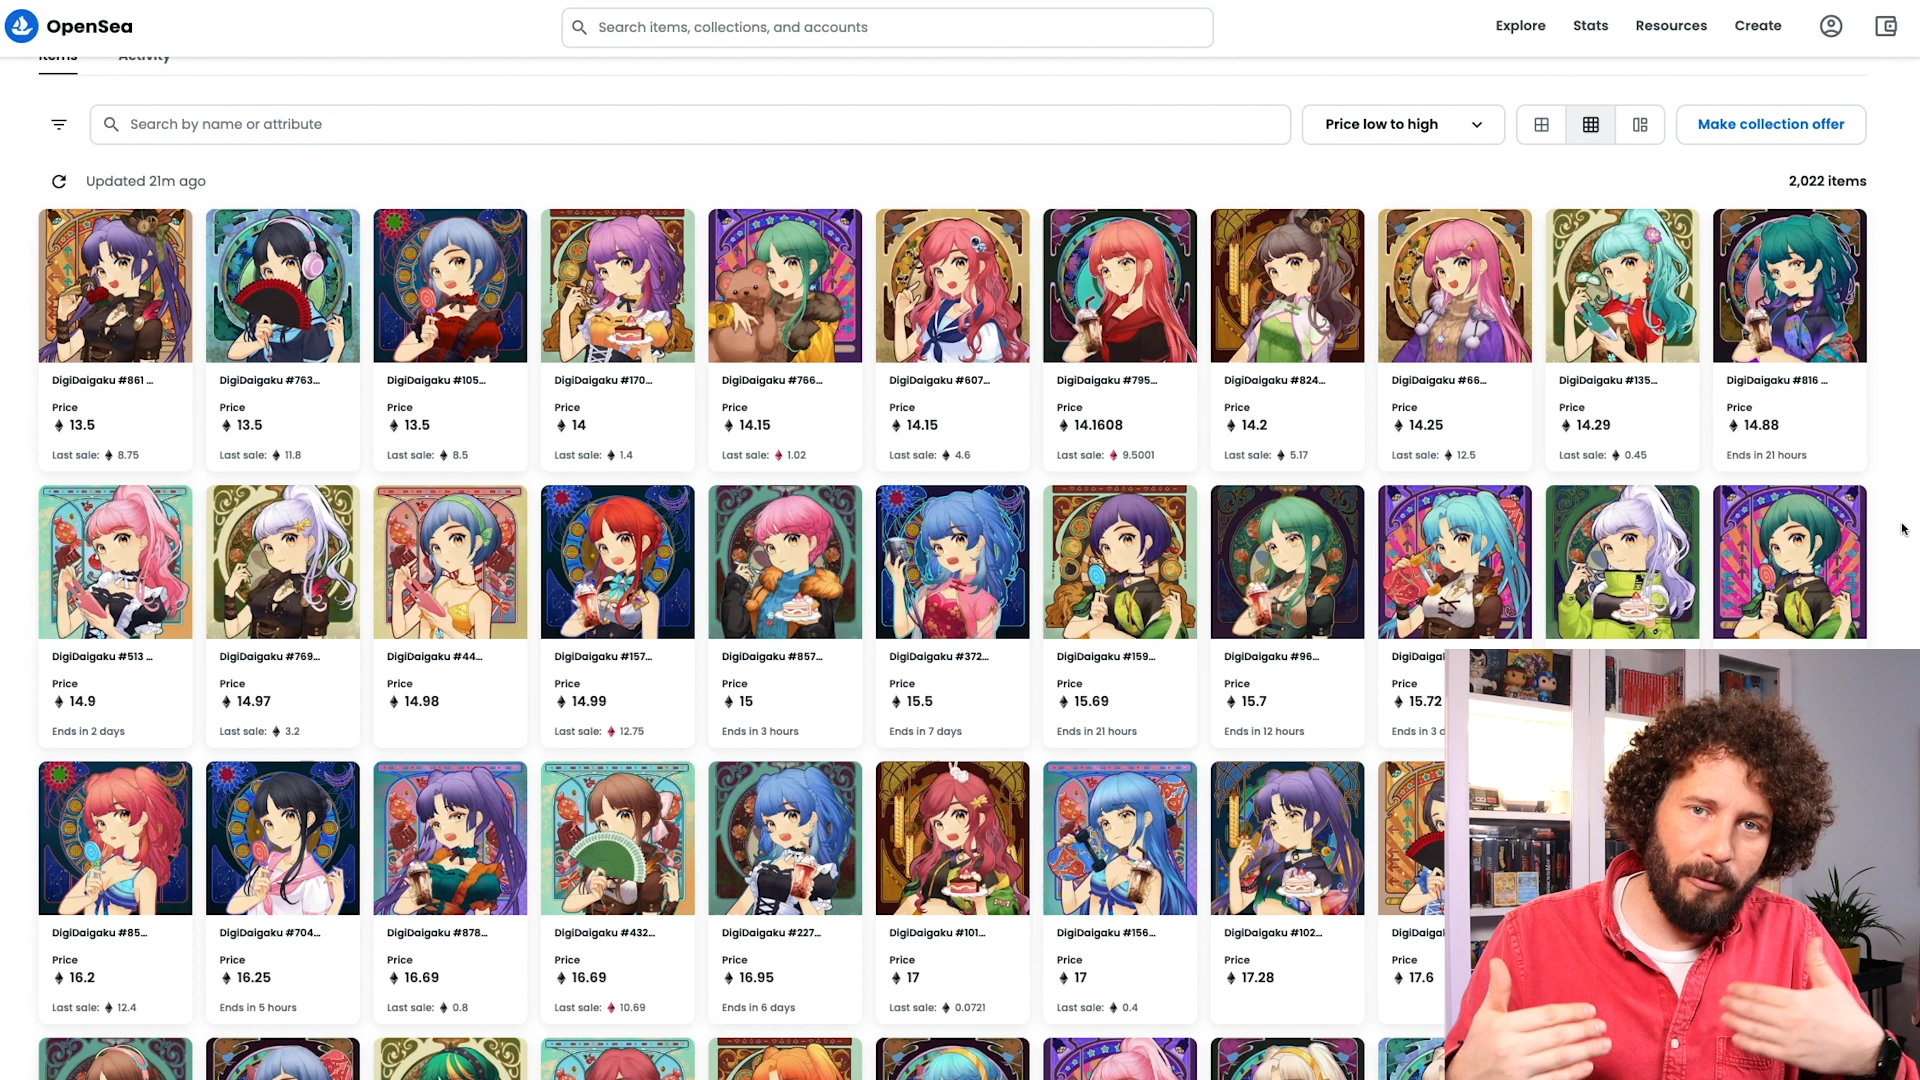 OpenSea
Search items, collections, and accounts
Explore
Stats
Resources
Create
Items
Activity
Search by name or attribute
Price low to high
Make collection offer
Updated 21m ago
2,022 items
DigiDaigaku #861 ...
Price
13.5
Last sale: 8.75
DigiDaigaku #763...
Price
13.5
Last sale: 11.8
DigiDaigaku #105...
Price
13.5
Last sale: 8.5
DigiDaigaku #170...
Price
14
Last sale: 1.4
DigiDaigaku #766...
Price
14.15
Last sale: 1.02
DigiDaigaku #607...
Price
14.15
Last sale: 4.6
DigiDaigaku #795...
Price
14.1608
Last sale: 9.5001
DigiDaigaku #824...
Price
14.2
Last sale: 5.17
DigiDaigaku #66...
Price
14.25
Last sale: 12.5
DigiDaigaku #135...
Price
14.29
Last sale: 0.45
DigiDaigaku #816 ...
Price
14.88
Ends in 21 hours
DigiDaigaku #513 ...
Price
14.9
Ends in 2 days
DigiDaigaku #769...
Price
14.97
Last sale: 3.2
DigiDaigaku #44...
Price
14.98
DigiDaigaku #157...
Price
14.99
Last sale: 12.75
DigiDaigaku #857...
Price
15
Ends in 3 hours
DigiDaigaku #372...
Price
15.5
Ends in 7 days
DigiDaigaku #159...
Price
15.69
Ends in 21 hours
DigiDaigaku #96...
Price
15.7
Ends in 12 hours
DigiDaigal
Price
15.72
Ends in 3 d
DigiDaigaku #85...
Price
16.2
Last sale: 12.4
DigiDaigaku #704...
Price
16.25
Ends in 5 hours
DigiDaigaku #878...
Price
16.69
Last sale: 0.8
DigiDaigaku #432...
Price
16.69
Last sale: 10.69
DigiDaigaku #227...
Price
16.95
Ends in 6 days
DigiDaigaku #101...
Price
17
Last sale: 0.0721
DigiDaigaku #156...
Price
17
Last sale: 0.4
DigiDaigaku #102...
Price
17.28
DigiDaigal
Price
17.6